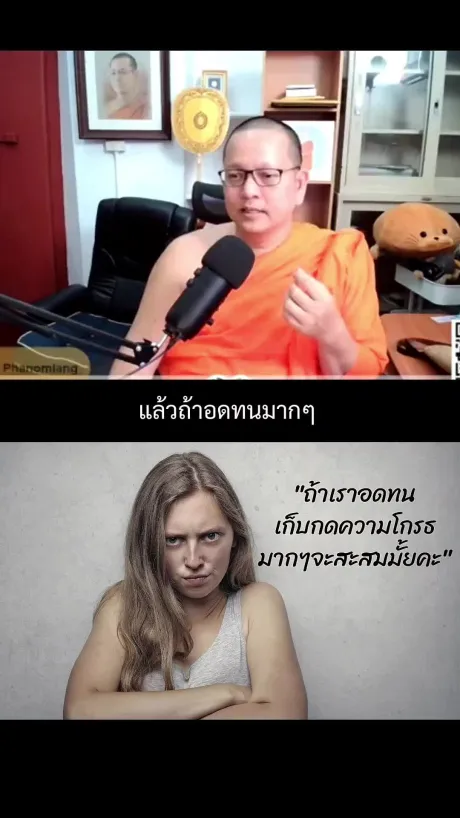 Phanomlang
แล้วถ้าอดทนมากๆ
"ถ้าเราอดทน
เก็บกดความโกรธ
มากๆจะสะสมมั้ยคะ"